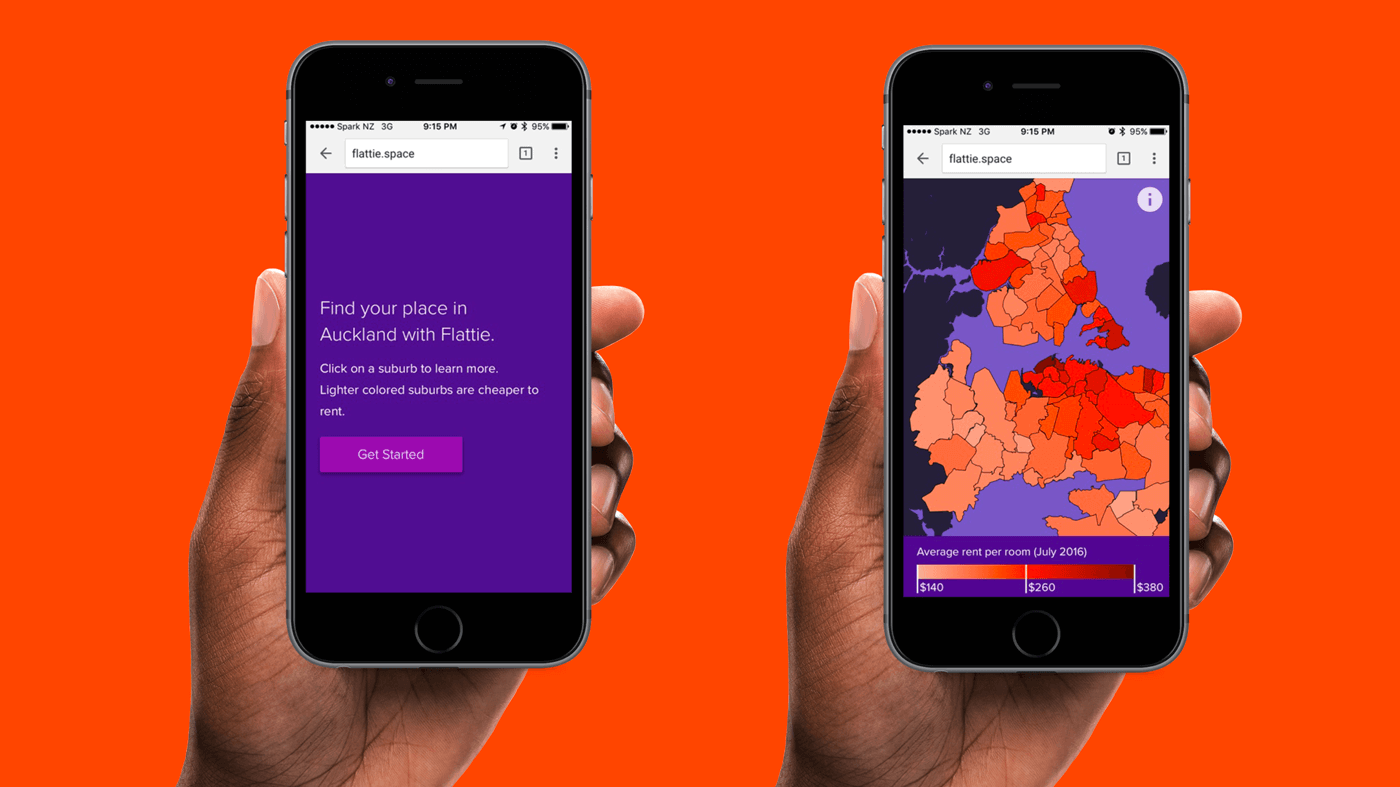 Spark NZ 3G 9:15 PM 95%
flattie.space 1
Find your place in
Auckland with Flattie.
Click on a suburb to learn more.
Lighter colored suburbs are cheaper to
rent.
Get Started
Spark NZ 3G 9:15 PM 95%
flattie.space 1
i
Average rent per room (July 2016)
$140 $260 $380